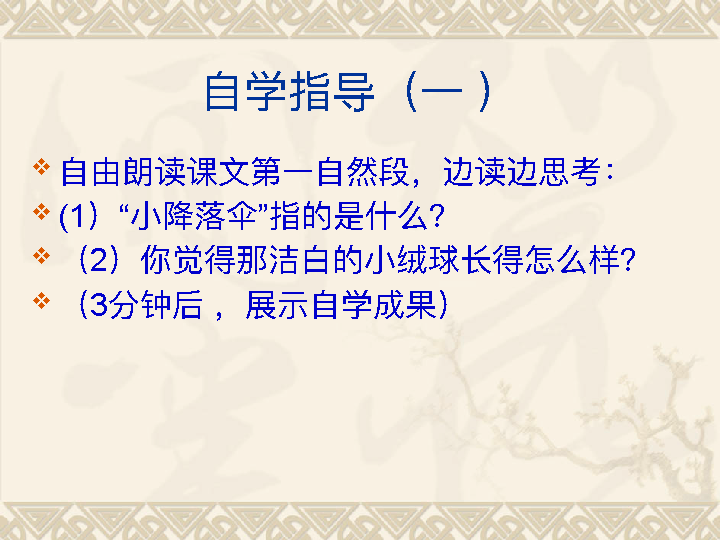 自学指导（一 ）
自由朗读课文第一自然段，边读边思考：
(1）“小降落伞”指的是什么？
（2）你觉得那洁白的小绒球长得怎么样？
（3分钟后 ，展示自学成果）